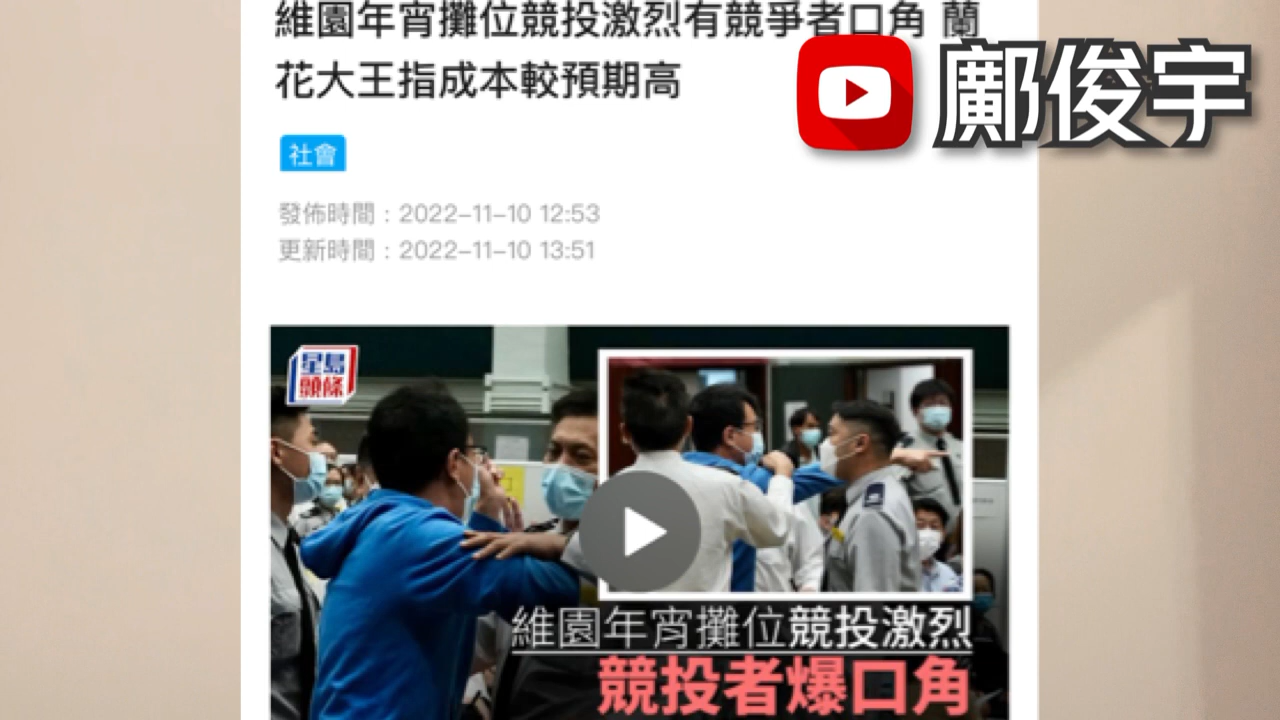 維園年宵攤位競投激烈有競爭者口角 蘭
花大王指成本較預期高
鄺俊宇
社會
發佈時間：2022-11-10 12:53
更新時間：2022-11-10 13:51
星島
頭條
維園年宵攤位競投激烈
競投者爆口角